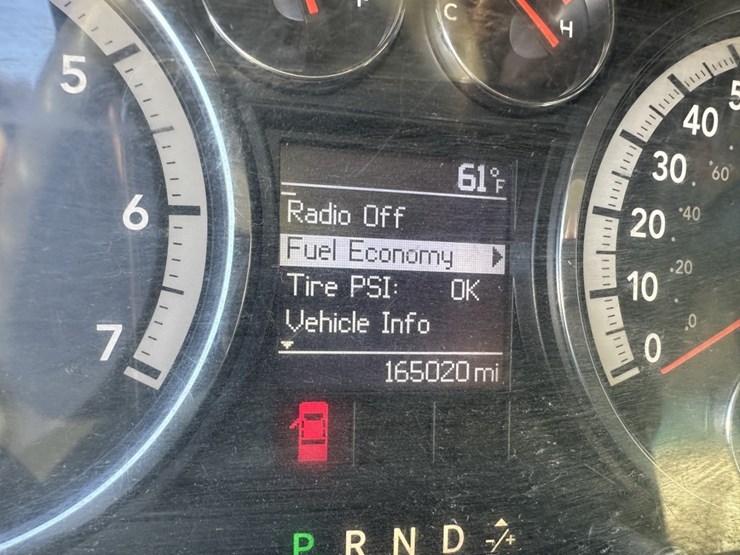 F
C
H
5
6
7
61°F
Radio Off
Fuel Economy
Tire PSI: OK
Vehicle Info
165020 mi
5
40
30 60
20 40
10 20
0 0
P R N D -/+